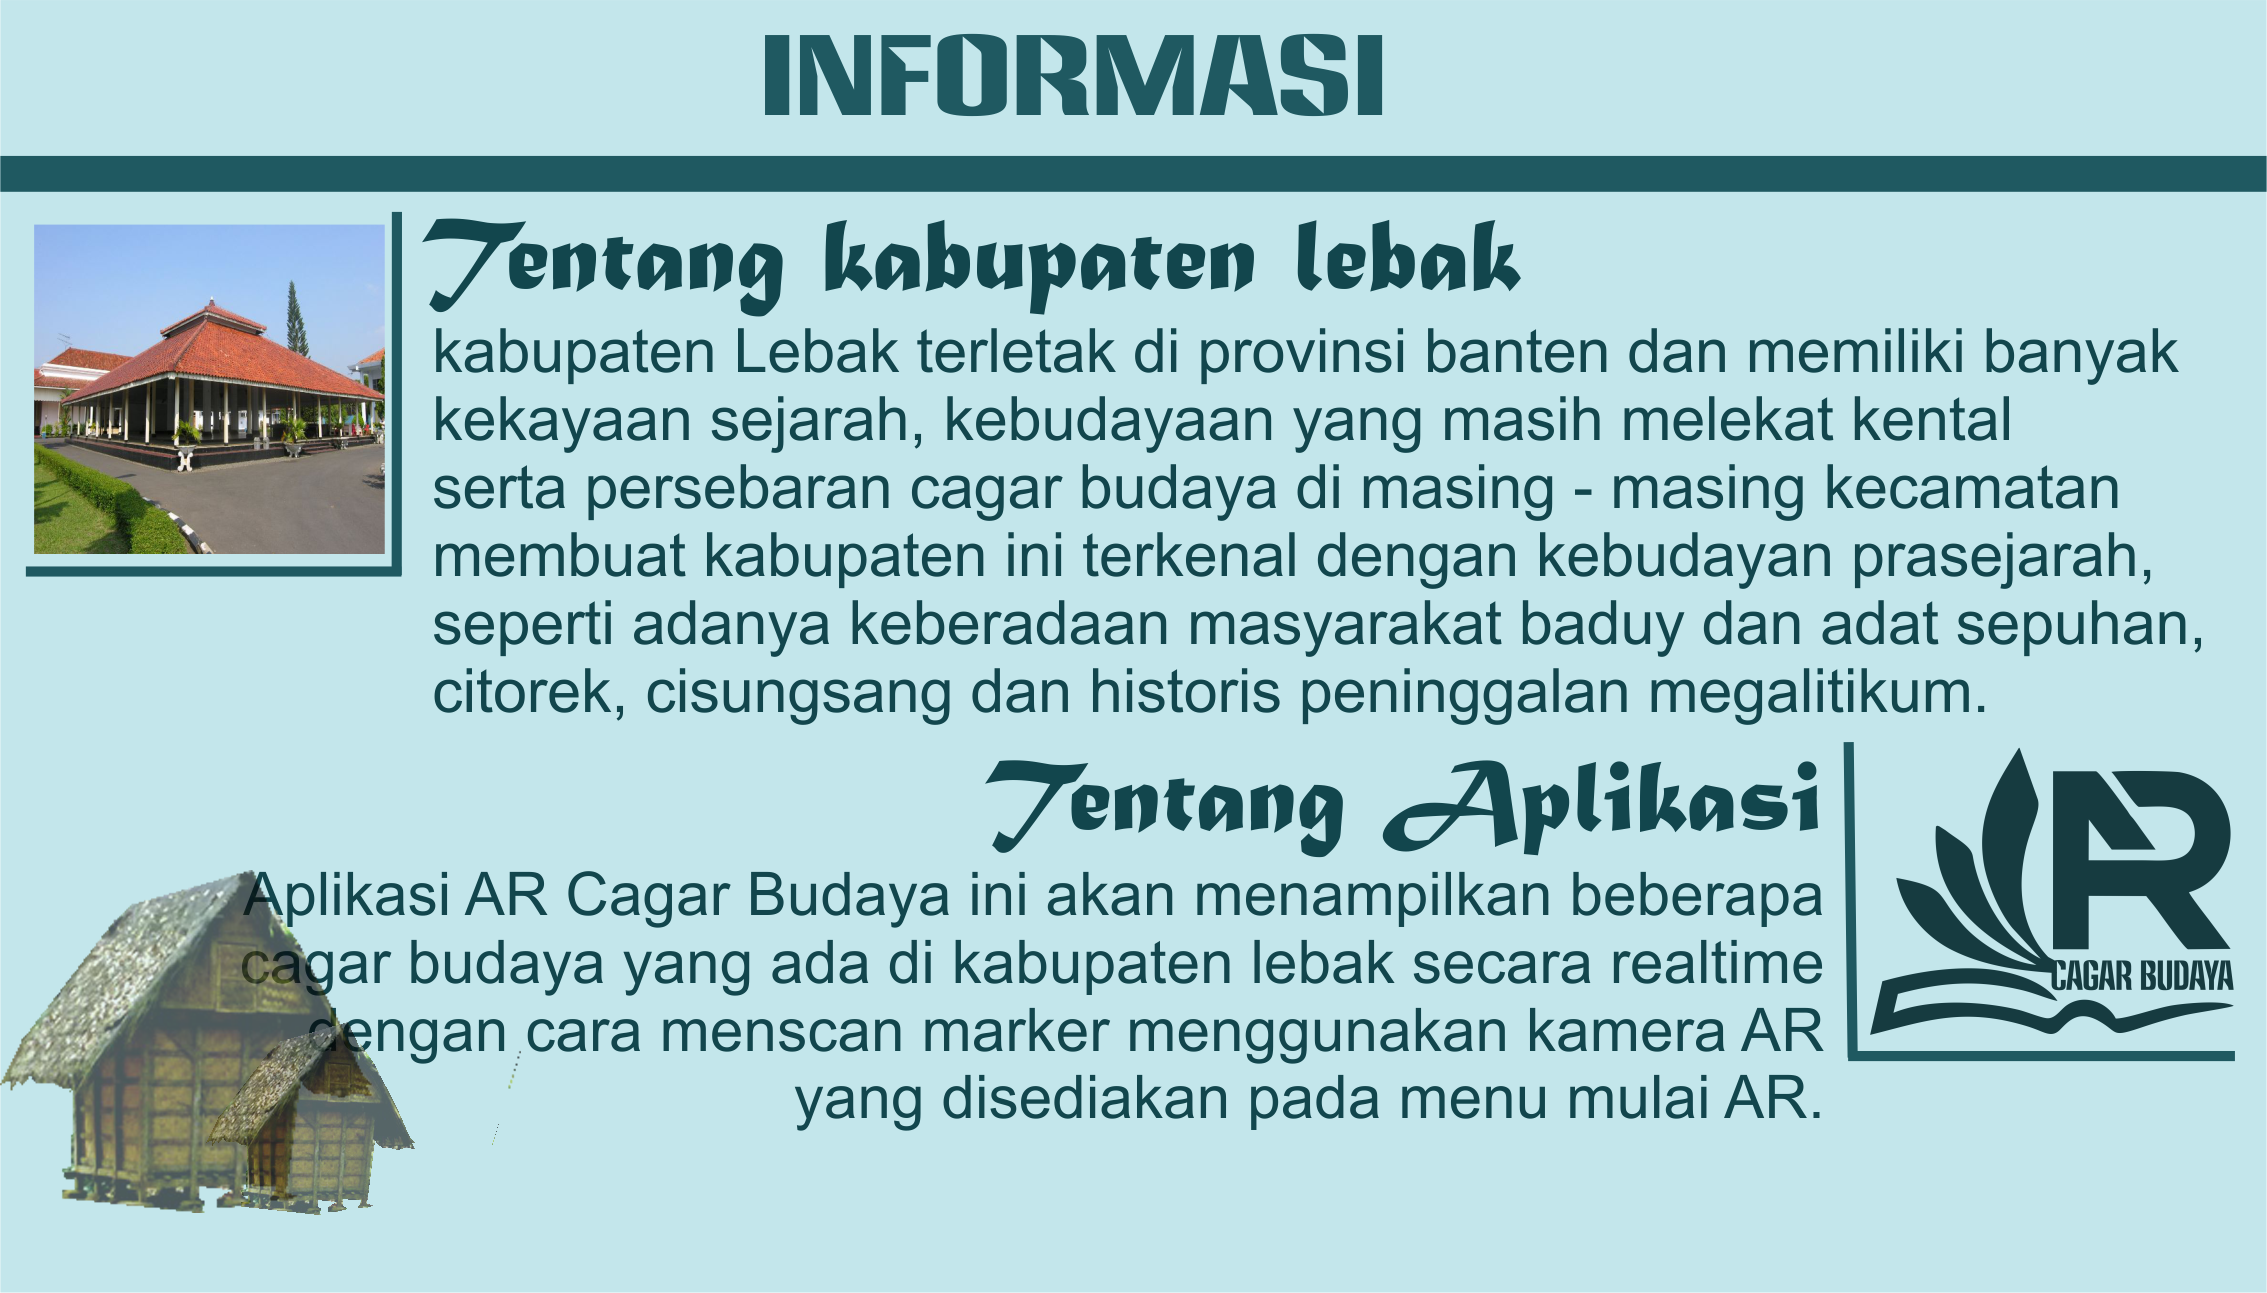 INFORMASI
Tentang kabupaten lebak
kabupaten Lebak terletak di provinsi banten dan memiliki banyak
kekayaan sejarah, kebudayaan yang masih melekat kental
serta persebaran cagar budaya di masing - masing kecamatan
membuat kabupaten ini terkenal dengan kebudayan prasejarah,
seperti adanya keberadaan masyarakat baduy dan adat sepuhan,
citorek, cisungsang dan historis peninggalan megalitikum.
Tentang Aplikasi
Aplikasi AR Cagar Budaya ini akan menampilkan beberapa
cagar budaya yang ada di kabupaten lebak secara realtime
dengan cara menscan marker menggunakan kamera AR
yang disediakan pada menu mulai AR.
AR
CAGAR BUDAYA